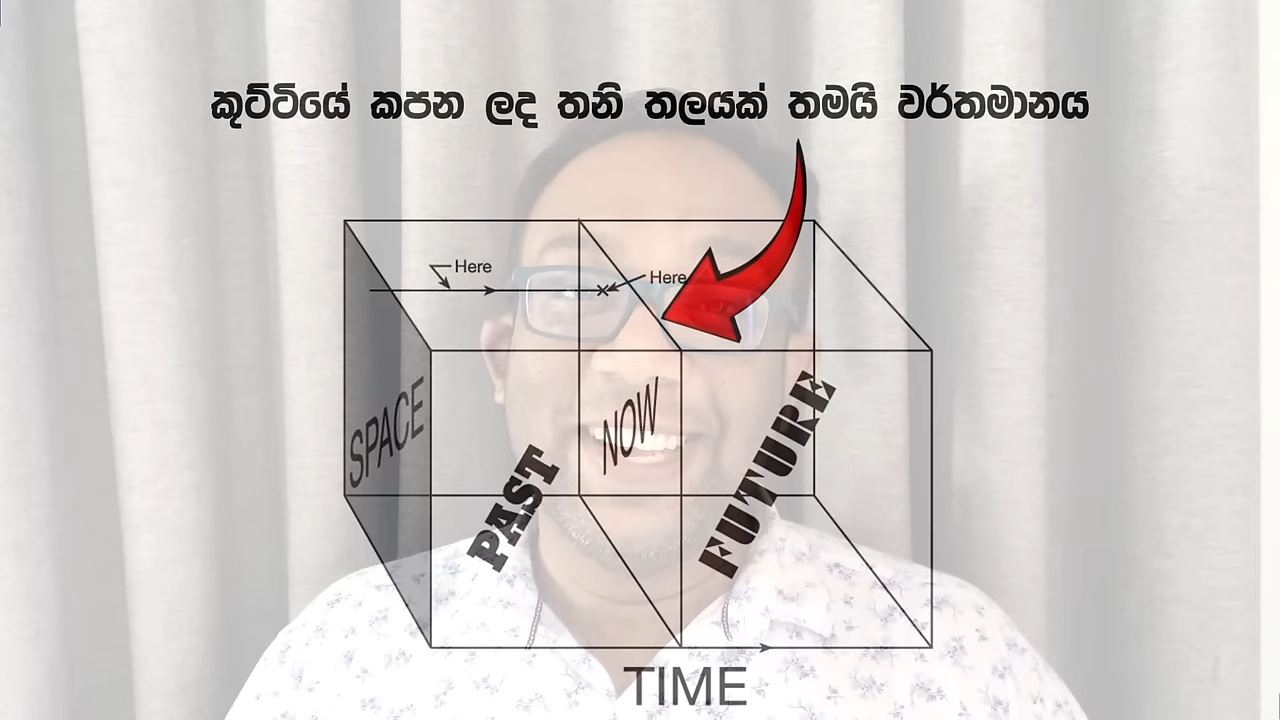 කුට්ටියේ කපන ලද තනි තලයක් තමයි වර්තමානය
Here
Here
SPACE
NOW
PAST
FUTURE
TIME